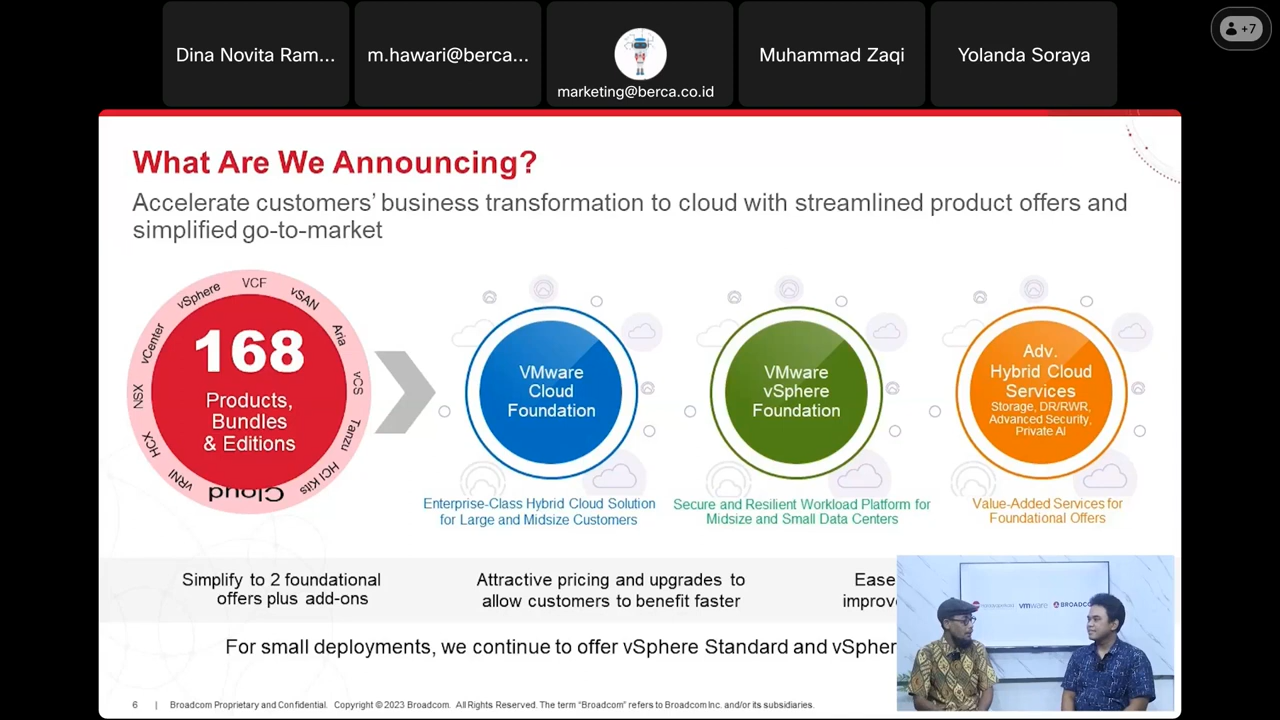 Dina Novita Ram...
m.hawari@berca...
marketing@berca.co.id
Muhammad Zaqi
Yolanda Soraya
+7
What Are We Announcing?
Accelerate customers' business transformation to cloud with streamlined product offers and
simplified go-to-market
168
Products,
Bundles
& Editions
VCF
vSAN
Aria
vCS
Tanzu
HCI Kits
Cloud
vRNI
HCX
NSX
vCenter
vSphere
VMware
Cloud
Foundation
Enterprise-Class Hybrid Cloud Solution
for Large and Midsize Customers
VMware
vSphere
Foundation
Secure and Resilient Workload Platform for
Midsize and Small Data Centers
Adv.
Hybrid Cloud
Services
Storage, DR/RWR,
Advanced Security,
Private AI
Value-Added Services for
Foundational Offers
Simplify to 2 foundational
offers plus add-ons
Attractive pricing and upgrades to
allow customers to benefit faster
Ease
improv
For small deployments, we continue to offer vSphere Standard and vSpher
vmware
BROADCO
6 | Broadcom Proprietary and Confidential. Copyright © 2023 Broadcom. All Rights Reserved. The term "Broadcom" refers to Broadcom Inc. and/or its subsidiaries.